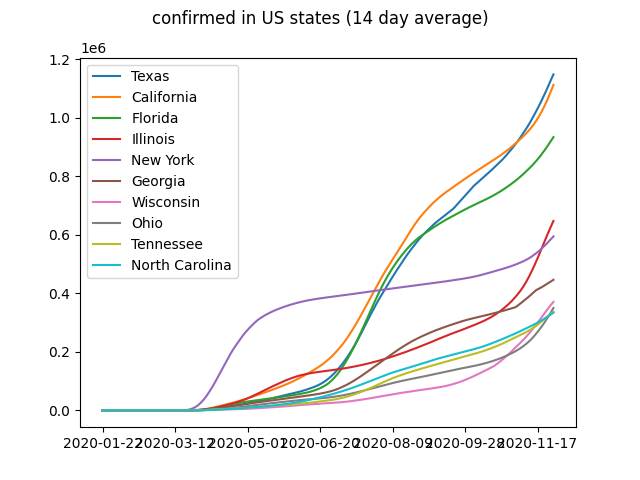 confirmed in US states (14 day average)
1e6
1.2
1.0
0.8
0.6
0.4
0.2
0.0
Texas
California
Florida
Illinois
New York
Georgia
Wisconsin
Ohio
Tennessee
North Carolina
2020-01-22 2020-03-12 2020-05-01 2020-06-20 2020-08-09 2020-09-28 2020-11-17